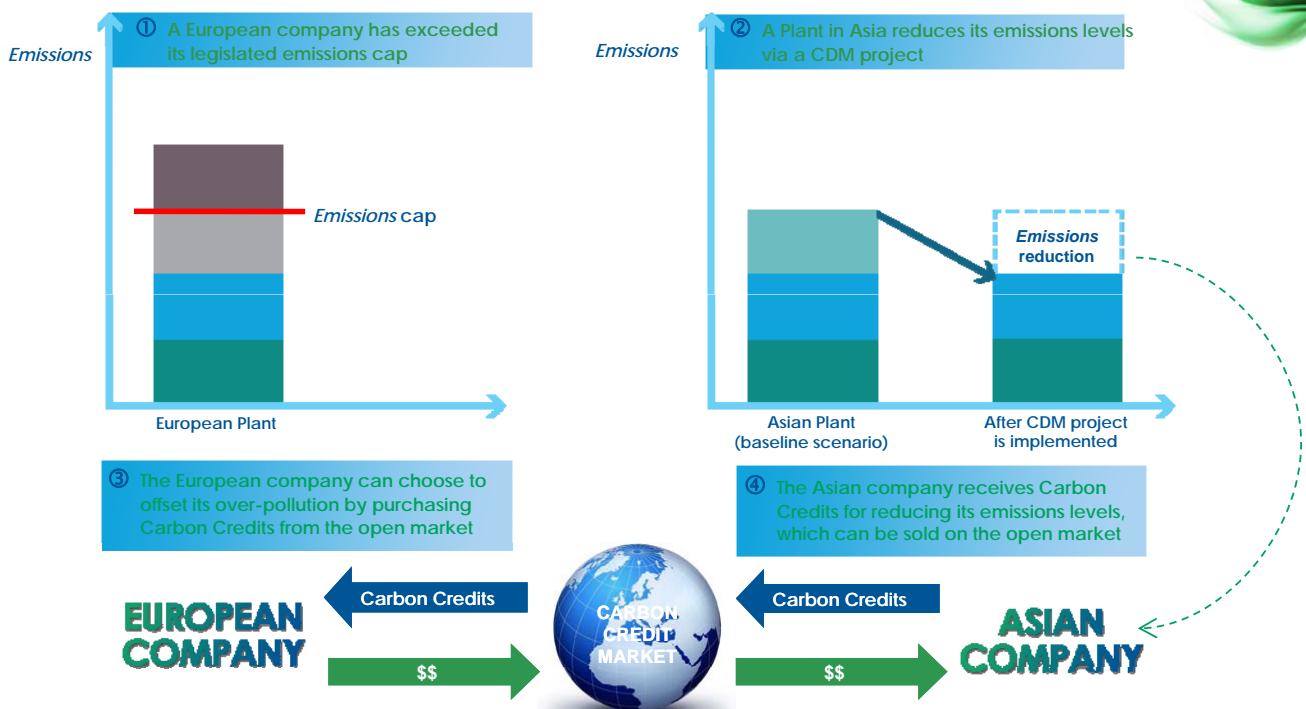 ① A European company has exceeded
its legislated emissions cap
Emissions
Emissions cap
European Plant
② A Plant in Asia reduces its emissions levels
via a CDM project
Emissions
Emissions
reduction
Asian Plant
(baseline scenario)
After CDM project
is implemented
③ The European company can choose to
offset its over-pollution by purchasing
Carbon Credits from the open market
④ The Asian company receives Carbon
Credits for reducing its emissions levels,
which can be sold on the open market
EUROPEAN
COMPANY
Carbon Credits
$$
CARBON
CREDIT
MARKET
Carbon Credits
$$
ASIAN
COMPANY